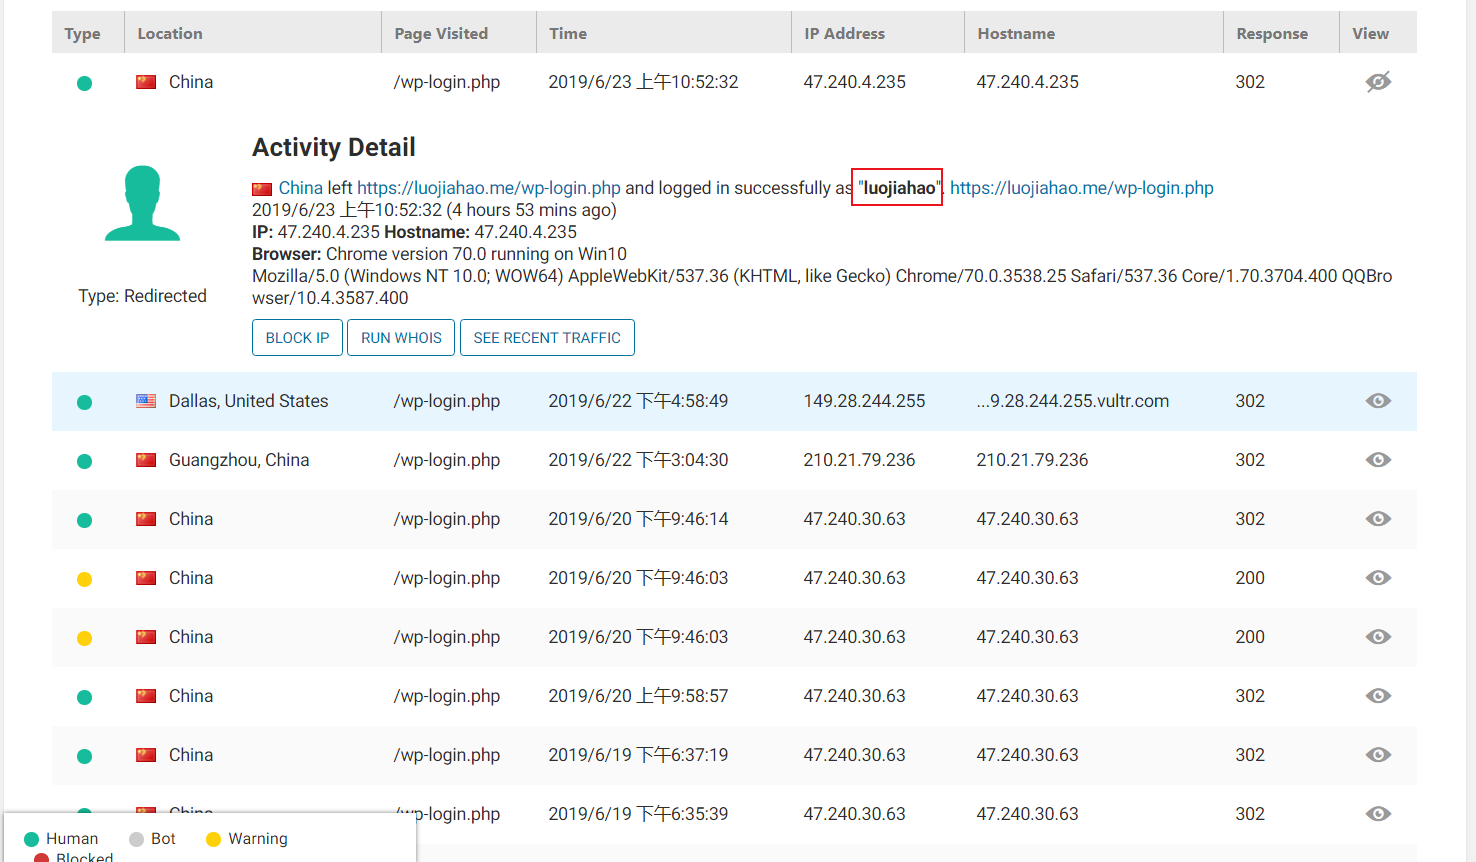 Type Location Page Visited Time IP Address Hostname Response View
China /wp-login.php 2019/6/23 上午10:52:32 47.240.4.235 47.240.4.235 302
Activity Detail
China left https://luojiahao.me/wp-login.php and logged in successfully as "luojiahao". https://luojiahao.me/wp-login.php
2019/6/23 上午10:52:32 (4 hours 53 mins ago)
IP: 47.240.4.235 Hostname: 47.240.4.235
Browser: Chrome version 70.0 running on Win10
Mozilla/5.0 (Windows NT 10.0; WOW64) AppleWebKit/537.36 (KHTML, like Gecko) Chrome/70.0.3538.25 Safari/537.36 Core/1.70.3704.400 QQBro
wser/10.4.3587.400
Type: Redirected
BLOCK IP RUN WHOIS SEE RECENT TRAFFIC
Dallas, United States /wp-login.php 2019/6/22 下午4:58:49 149.28.244.255 ...9.28.244.255.vultr.com 302
Guangzhou, China /wp-login.php 2019/6/22 下午3:04:30 210.21.79.236 210.21.79.236 302
China /wp-login.php 2019/6/20 下午9:46:14 47.240.30.63 47.240.30.63 302
China /wp-login.php 2019/6/20 下午9:46:03 47.240.30.63 47.240.30.63 200
China /wp-login.php 2019/6/20 下午9:46:03 47.240.30.63 47.240.30.63 200
China /wp-login.php 2019/6/20 上午9:58:57 47.240.30.63 47.240.30.63 302
China /wp-login.php 2019/6/19 下午6:37:19 47.240.30.63 47.240.30.63 302
China /wp-login.php 2019/6/19 下午6:35:39 47.240.30.63 47.240.30.63 302
Human Bot Warning
Blocked